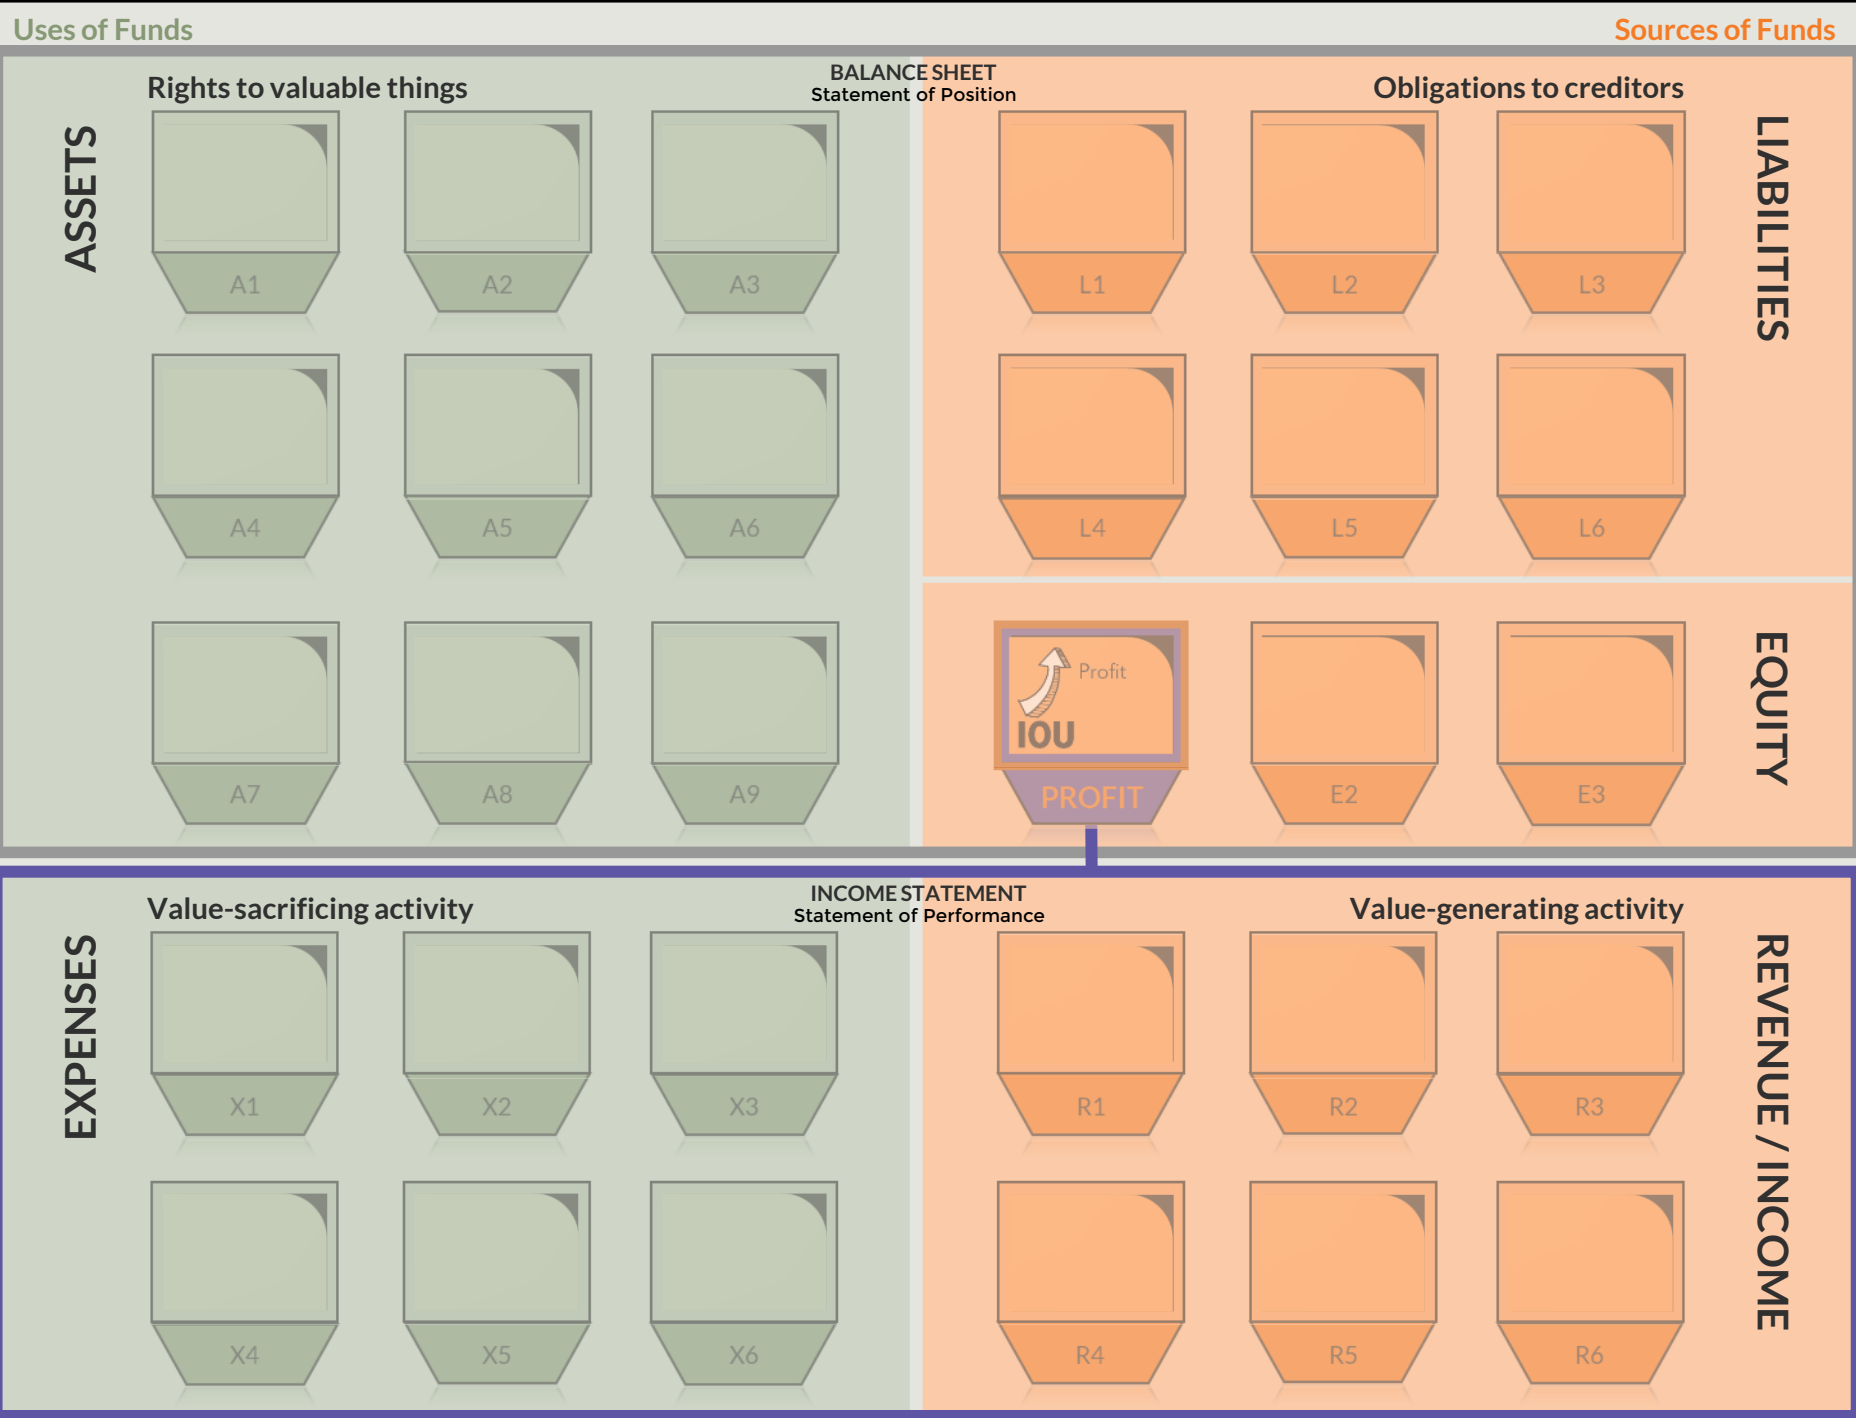 Uses of Funds
Sources of Funds
BALANCE SHEET
Statement of Position
Rights to valuable things
Obligations to creditors
ASSETS
LIABILITIES
A1
A2
A3
L1
L2
L3
A4
A5
A6
L4
L5
L6
EQUITY
Profit
IOU
A7
A8
A9
PROFIT
E2
E3
INCOME STATEMENT
Statement of Performance
Value-sacrificing activity
Value-generating activity
EXPENSES
REVENUE / INCOME
X1
X2
X3
R1
R2
R3
X4
X5
X6
R4
R5
R6